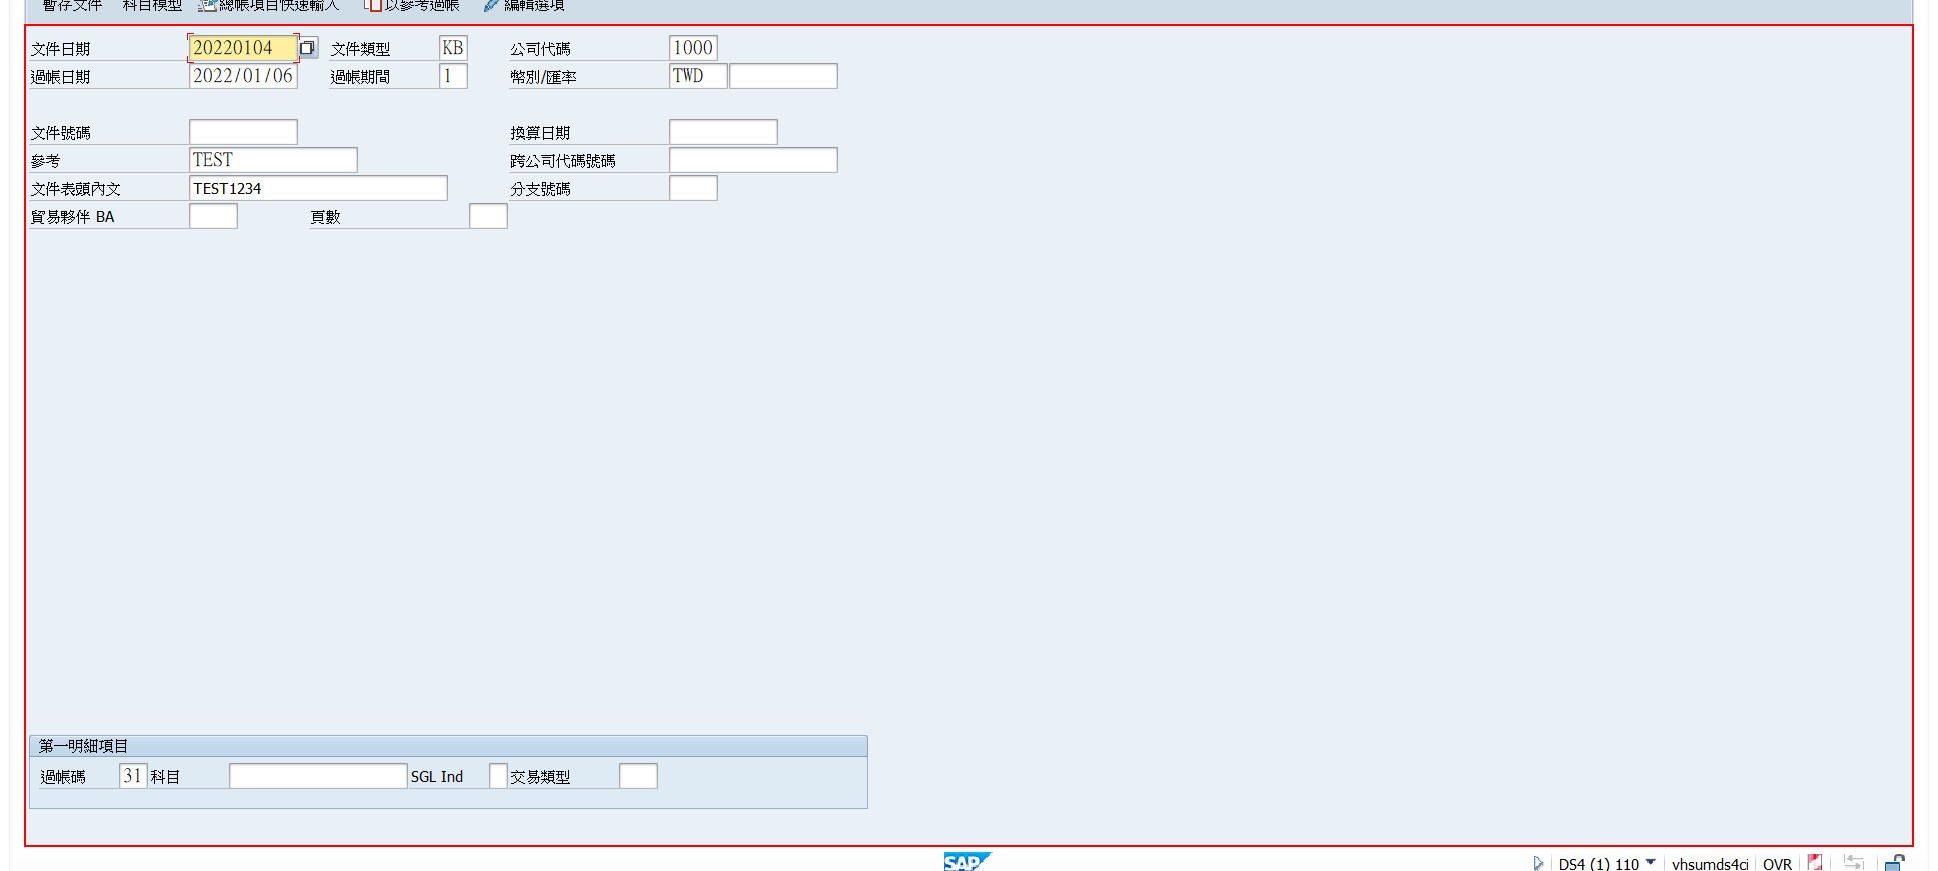 暫存文件 科目模型 總帳項目快速輸入 以參考過帳 編輯選項
文件日期 20220104 文件類型 KB 公司代碼 1000
過帳日期 2022/01/06 過帳期間 1 幣別/匯率 TWD
文件號碼 換算日期
參考 TEST 跨公司代碼號碼
文件表頭內文 TEST1234 分支號碼
貿易夥伴 BA 頁數
第一明細項目
過帳碼 31 科目 SGL Ind 交易類型
SAP DS4 (1) 110 vhsumds4ci OVR